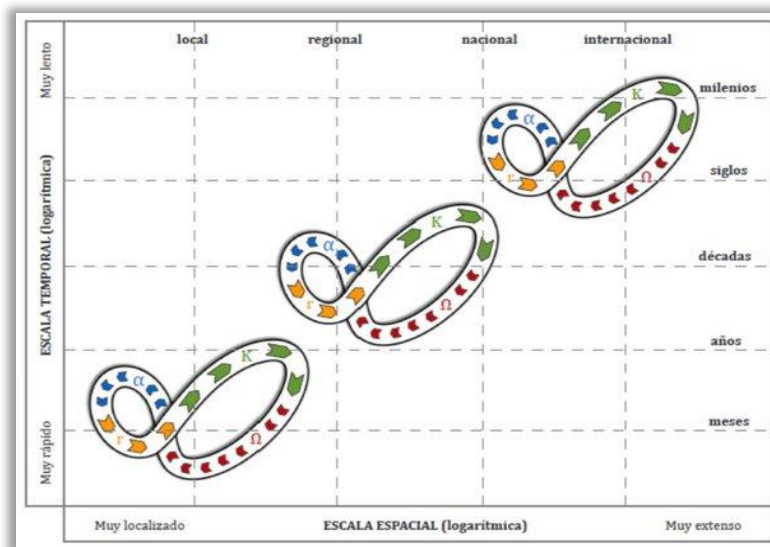 local regional nacional internacional
Muy lento
ESCALA TEMPORAL (logarítmica)
Muy rápido
milenios
siglos
décadas
años
meses
α
r
K
Ω
α
r
K
Ω
α
r
K
Ω
Muy localizado ESCALA ESPACIAL (logarítmica) Muy extenso